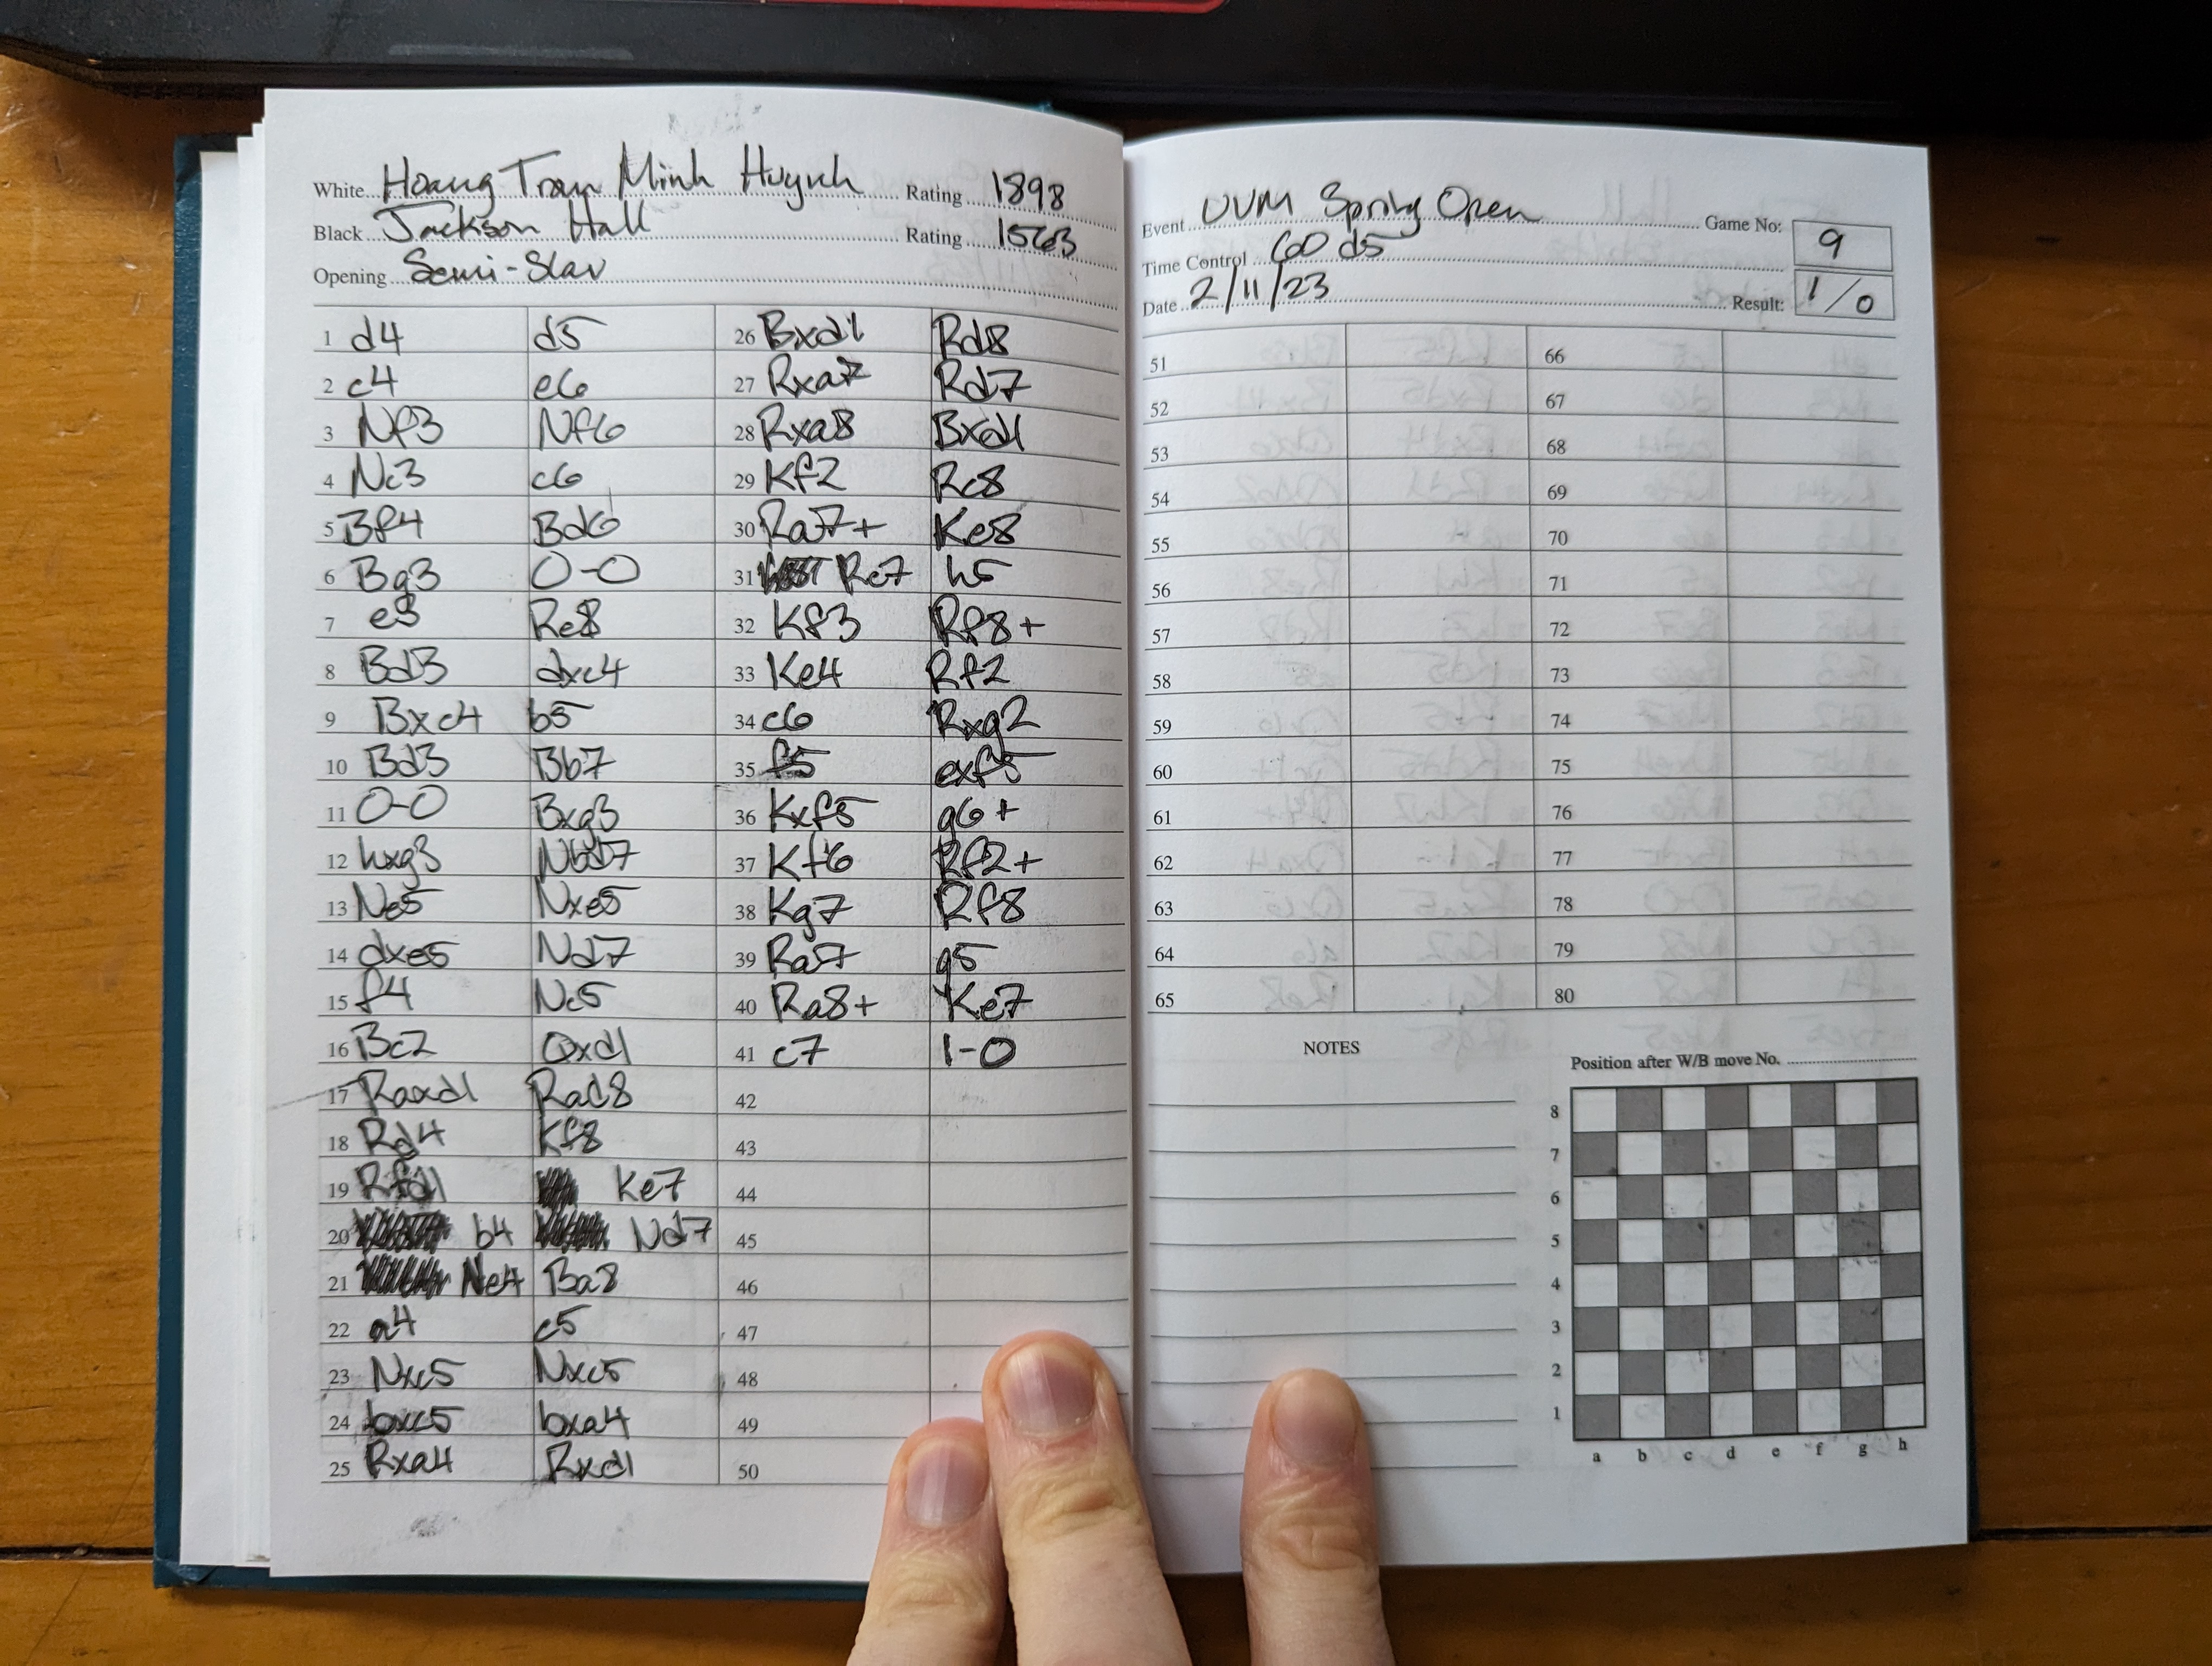 White Hoang Tran Minh Huynh Rating 1898
Black Jackson Hall Rating 1563
Opening Semi-Slav
1 d4 d5 26 Bxd1 Rd8
2 c4 e6 27 Rxa7 Rd7
3 Nf3 Nf6 28 Rxa8 Bxd1
4 Nc3 c6 29 Kf2 Rc8
5 Bf4 Bd6 30 Ra7+ Ke8
6 Bg3 0-0 31 Rc7 h5
7 e3 Re8 32 Kf3 Rf8+
8 Bd3 dxc4 33 Ke4 Rf2
9 Bxc4 b5 34 c6 Rxg2
10 Bd3 Bb7 35 f5 exf5
11 0-0 Bxg3 36 Kxf5 g6+
12 hxg3 Nbd7 37 Kf6 Rf2+
13 Ne5 Nxe5 38 Kg7 Rf8
14 dxe5 Nd7 39 Ra7 g5
15 f4 Nc5 40 Ra8+ Ke7
16 Bc2 Qxd1 41 c7 1-0
17 Raxd1 Rad8 42
18 Rd4 Kf8 43
19 Rfd1 Ke7 44
20 b4 Nd7 45
21 Ne4 Ba8 46
22 a4 c5 47
23 Nxc5 Nxc5 48
24 bxc5 bxa4 49
25 Rxa4 Rxd1 50
Event UVM Spring Open Game No: 9
Time Control 60 d5
Date 2/11/23 Result: 1/0
51 66
52 67
53 68
54 69
55 70
56 71
57 72
58 73
59 74
60 75
61 76
62 77
63 78
64 79
65 80
NOTES
Position after W/B move No.
8
7
6
5
4
3
2
1
a b c d e f g h